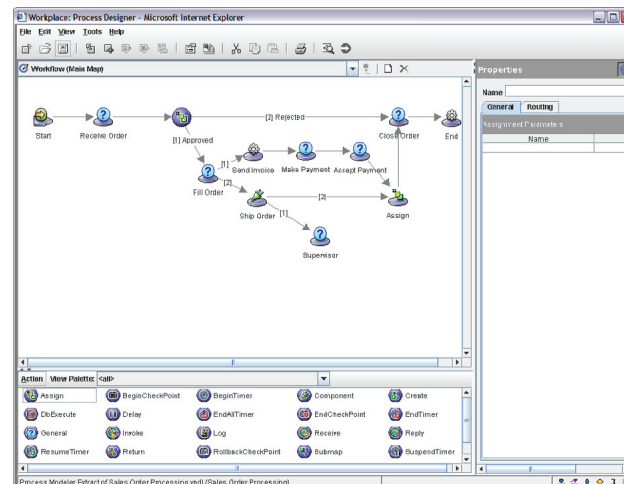 Workplace: Process Designer - Microsoft Internet Explorer
File Edit View Tools Help
Workflow (Main Map)
Properties
Name
General Routing
Assignment Parameters
Name
Start
Receive Order
[1] Approved
[2] Rejected
Close Order
End
[1]
Send Invoice
Make Payment
Accept Payment
Fill Order
[2]
Ship Order
[2]
Assign
[1]
Supervisor
Action View Palette: <all>
Assign BeginCheckPoint BeginTimer Component Create
DbExecute Delay EndAllTimer EndCheckPoint EndTimer
General Invoke Log Receive Reply
ResumeTimer Return RollbackCheckPoint Submap SuspendTimer
Process Modeler Extract of Sales Order Processing.xpdl (Sales Order Processing)